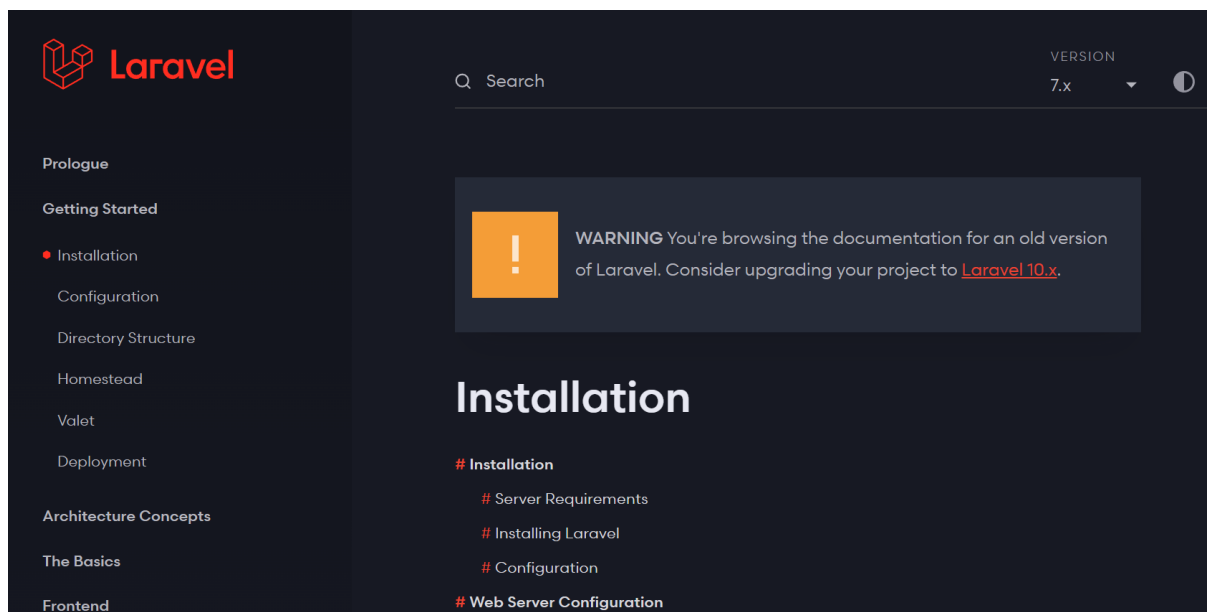 Laravel
Search
VERSION
7.x
Prologue
Getting Started
Installation
Configuration
Directory Structure
Homestead
Valet
Deployment
Architecture Concepts
The Basics
Frontend
WARNING You're browsing the documentation for an old version
of Laravel. Consider upgrading your project to Laravel 10.x.
Installation
# Installation
# Server Requirements
# Installing Laravel
# Configuration
# Web Server Configuration